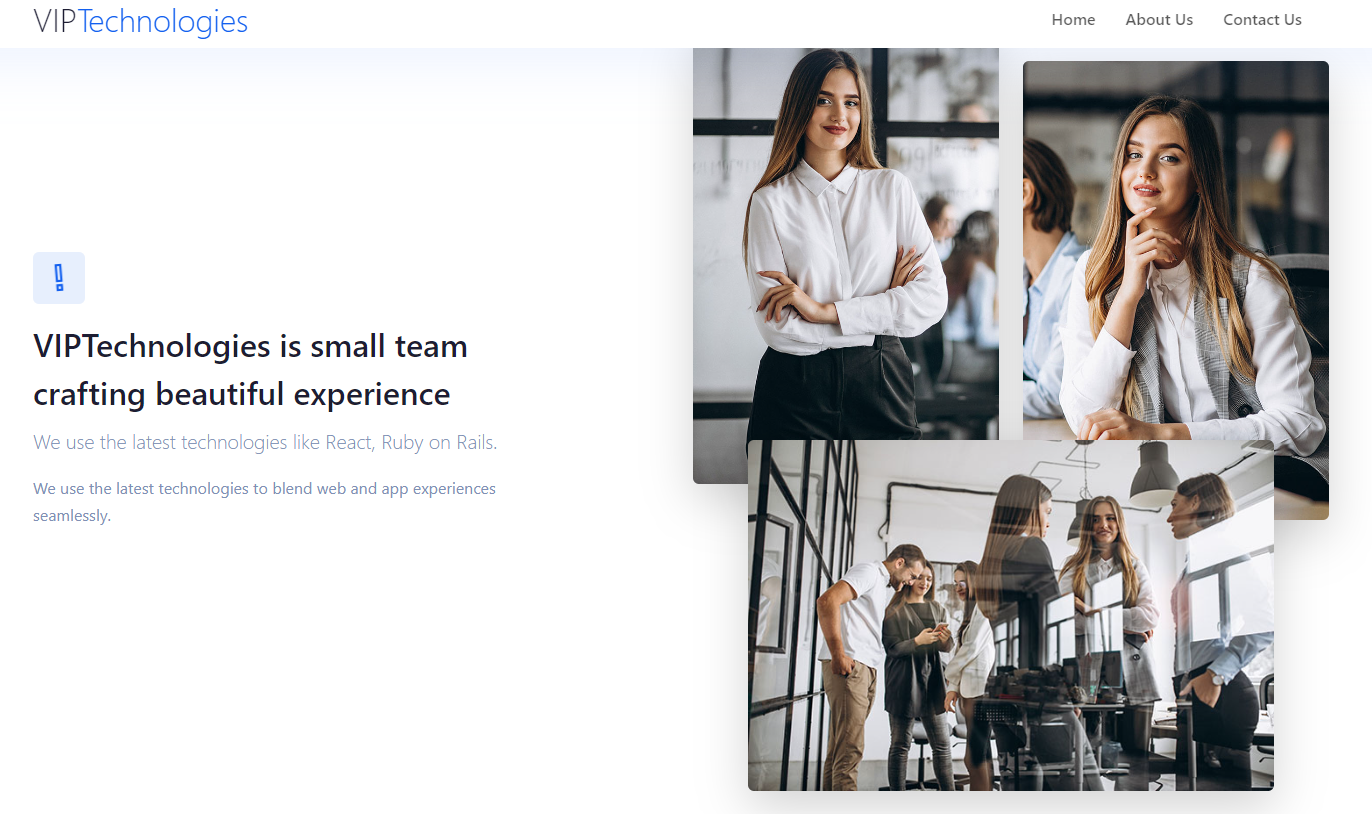 VIPTechnologies
Home About Us Contact Us
VIPTechnologies is small team
crafting beautiful experience
We use the latest technologies like React, Ruby on Rails.
We use the latest technologies to blend web and app experiences
seamlessly.